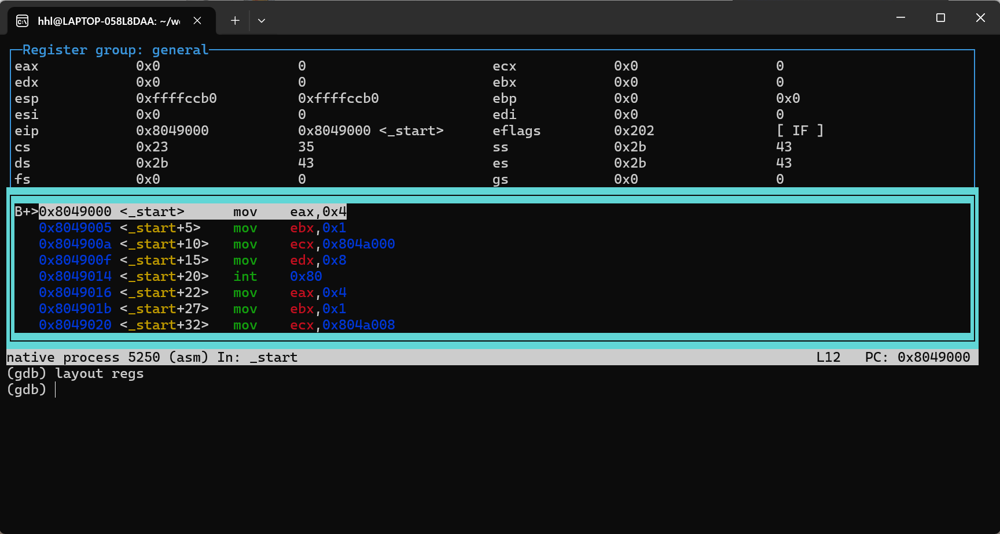 hhl@LAPTOP-058L8DAA: ~/w
Register group: general
eax 0x0 0 ecx 0x0 0
edx 0x0 0 ebx 0x0 0
esp 0xffffccb0 0xffffccb0 ebp 0x0 0x0
esi 0x0 0 edi 0x0 0
eip 0x8049000 0x8049000 <_start> eflags 0x202 [ IF ]
cs 0x23 35 ss 0x2b 43
ds 0x2b 43 es 0x2b 43
fs 0x0 0 gs 0x0 0
B+>0x8049000 <_start> mov eax,0x4
0x8049005 <_start+5> mov ebx,0x1
0x804900a <_start+10> mov ecx,0x804a000
0x804900f <_start+15> mov edx,0x8
0x8049014 <_start+20> int 0x80
0x8049016 <_start+22> mov eax,0x4
0x804901b <_start+27> mov ebx,0x1
0x8049020 <_start+32> mov ecx,0x804a008
native process 5250 (asm) In: _start L12 PC: 0x8049000
(gdb) layout regs
(gdb)